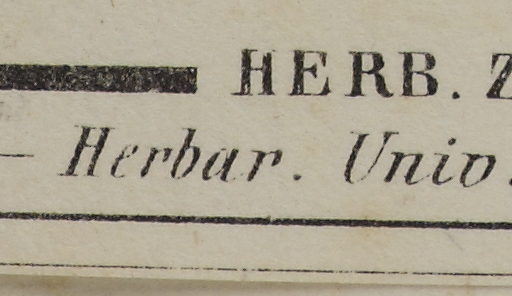 HERB. Z
— Herbar. Univ.